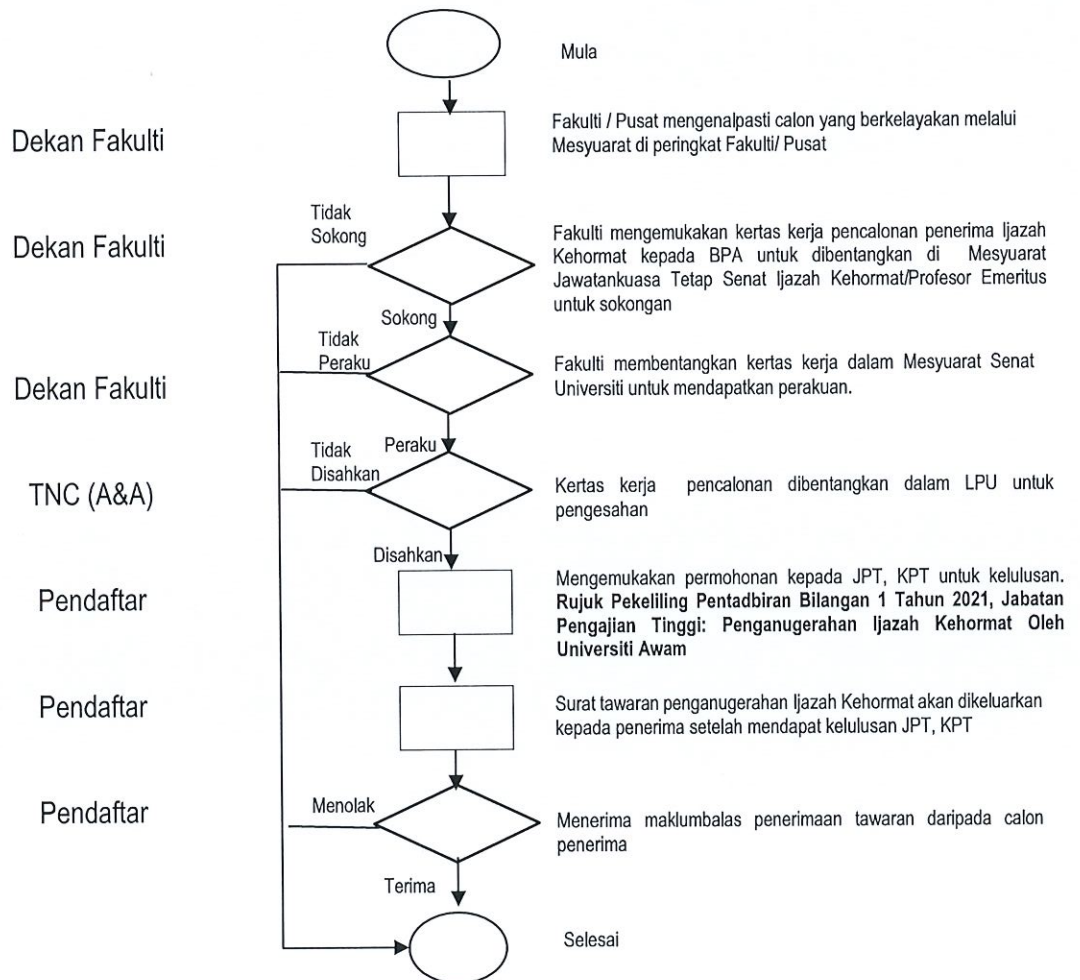 Mula
Dekan Fakulti
Fakulti / Pusat mengenalpasti calon yang berkelayakan melalui
Mesyuarat di peringkat Fakulti/ Pusat
Dekan Fakulti
Tidak
Sokong
Fakulti mengemukakan kertas kerja pencalonan penerima Ijazah
Kehormat kepada BPA untuk dibentangkan di Mesyuarat
Jawatankuasa Tetap Senat Ijazah Kehormat/Profesor Emeritus
untuk sokongan
Sokong
Dekan Fakulti
Tidak
Peraku
Fakulti membentangkan kertas kerja dalam Mesyuarat Senat
Universiti untuk mendapatkan perakuan.
Peraku
TNC (A&A)
Tidak
Disahkan
Kertas kerja pencalonan dibentangkan dalam LPU untuk
pengesahan
Disahkan
Pendaftar
Mengemukakan permohonan kepada JPT, KPT untuk kelulusan.
Rujuk Pekeliling Pentadbiran Bilangan 1 Tahun 2021, Jabatan
Pengajian Tinggi: Penganugerahan Ijazah Kehormat Oleh
Universiti Awam
Pendaftar
Surat tawaran penganugerahan Ijazah Kehormat akan dikeluarkan
kepada penerima setelah mendapat kelulusan JPT, KPT
Pendaftar
Menolak
Menerima maklumbalas penerimaan tawaran daripada calon
penerima
Terima
Selesai